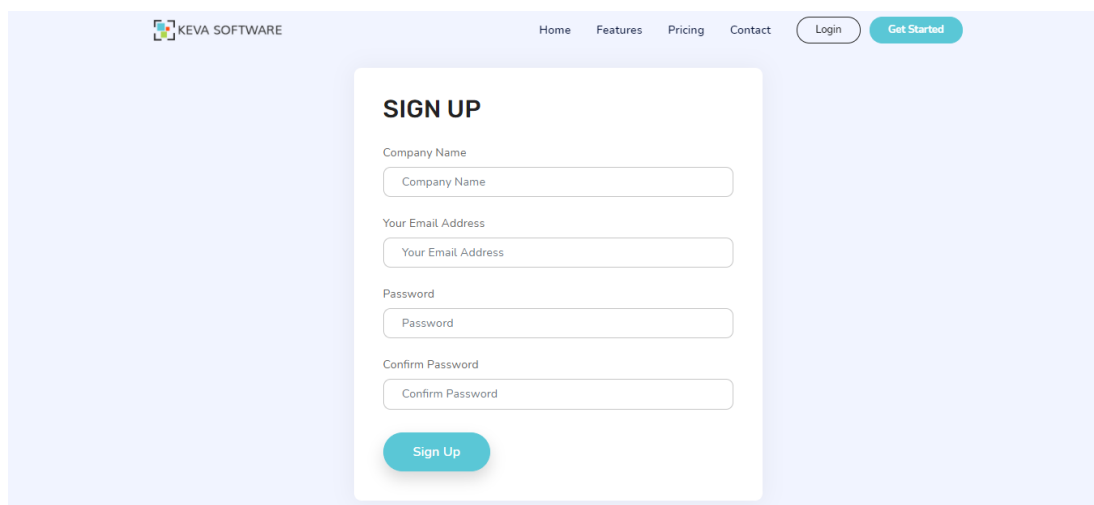 KEVA SOFTWARE
Home Features Pricing Contact Login Get Started
SIGN UP
Company Name
Company Name
Your Email Address
Your Email Address
Password
Password
Confirm Password
Confirm Password
Sign Up